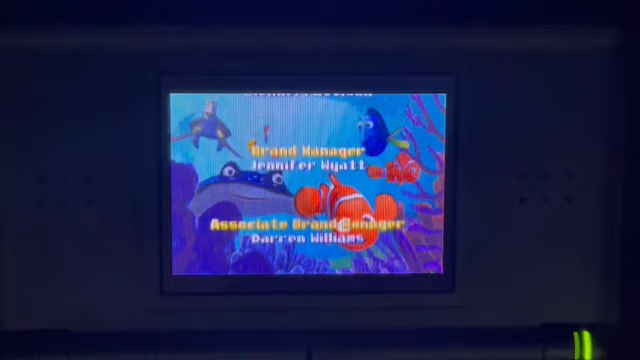 Brand Manager
Jennifer Wyatt
Associate Brand Manager
Darren Williams